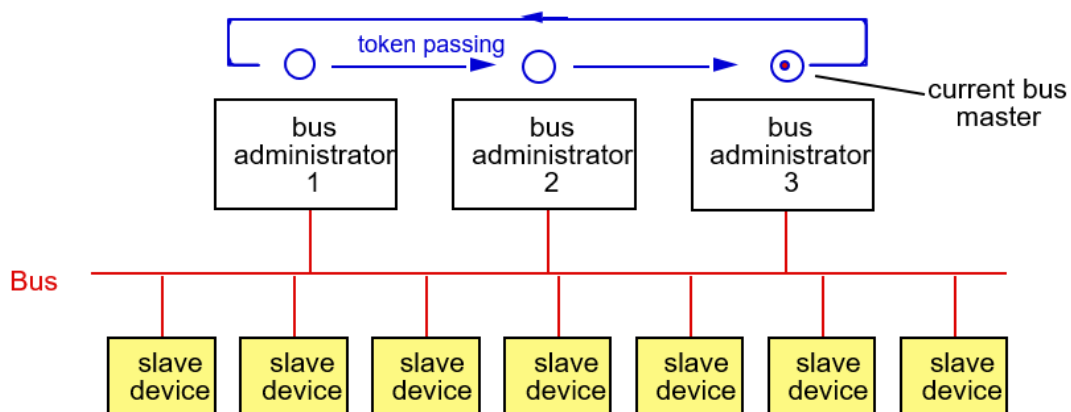 token passing
current bus
master
bus
administrator
1
bus
administrator
2
bus
administrator
3
Bus
slave
device
slave
device
slave
device
slave
device
slave
device
slave
device
slave
device